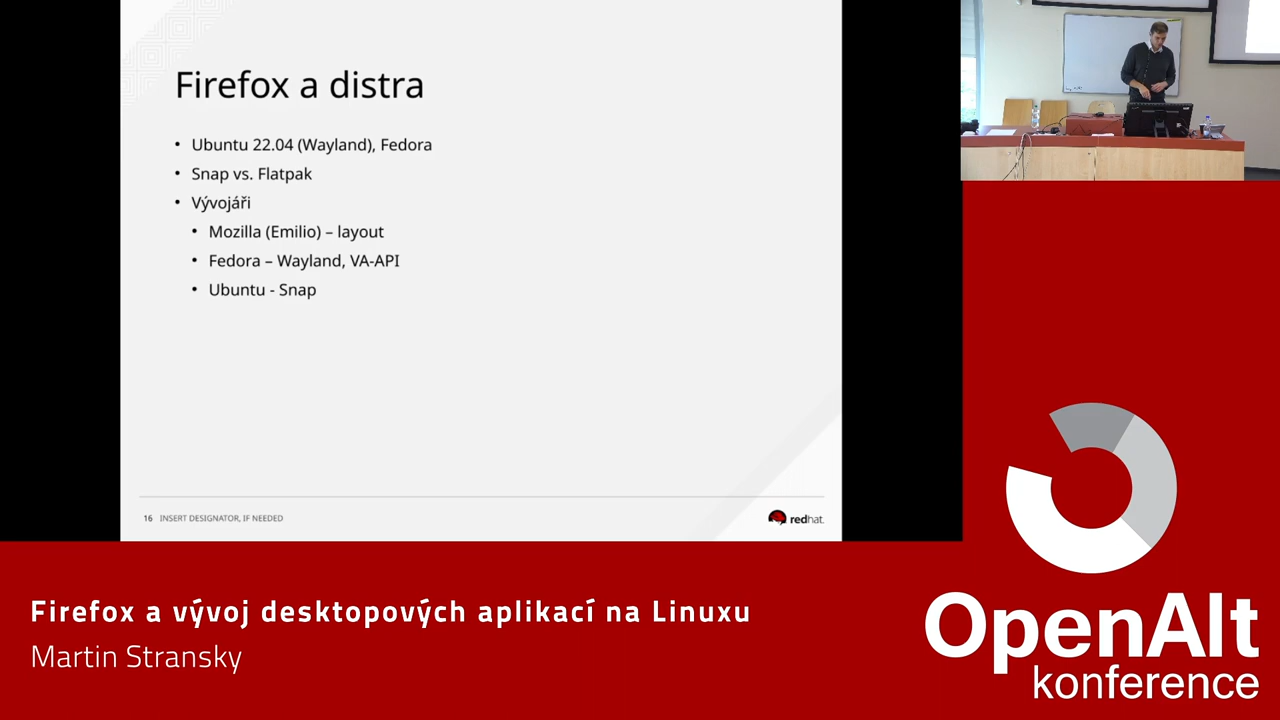 Firefox a distra
• Ubuntu 22.04 (Wayland), Fedora
• Snap vs. Flatpak
• Vývojáři
• Mozilla (Emilio) – layout
• Fedora – Wayland, VA-API
• Ubuntu - Snap
16 INSERT DESIGNATOR, IF NEEDED
redhat.
Firefox a vývoj desktopových aplikací na Linuxu
Martin Stransky
OpenAlt
konference